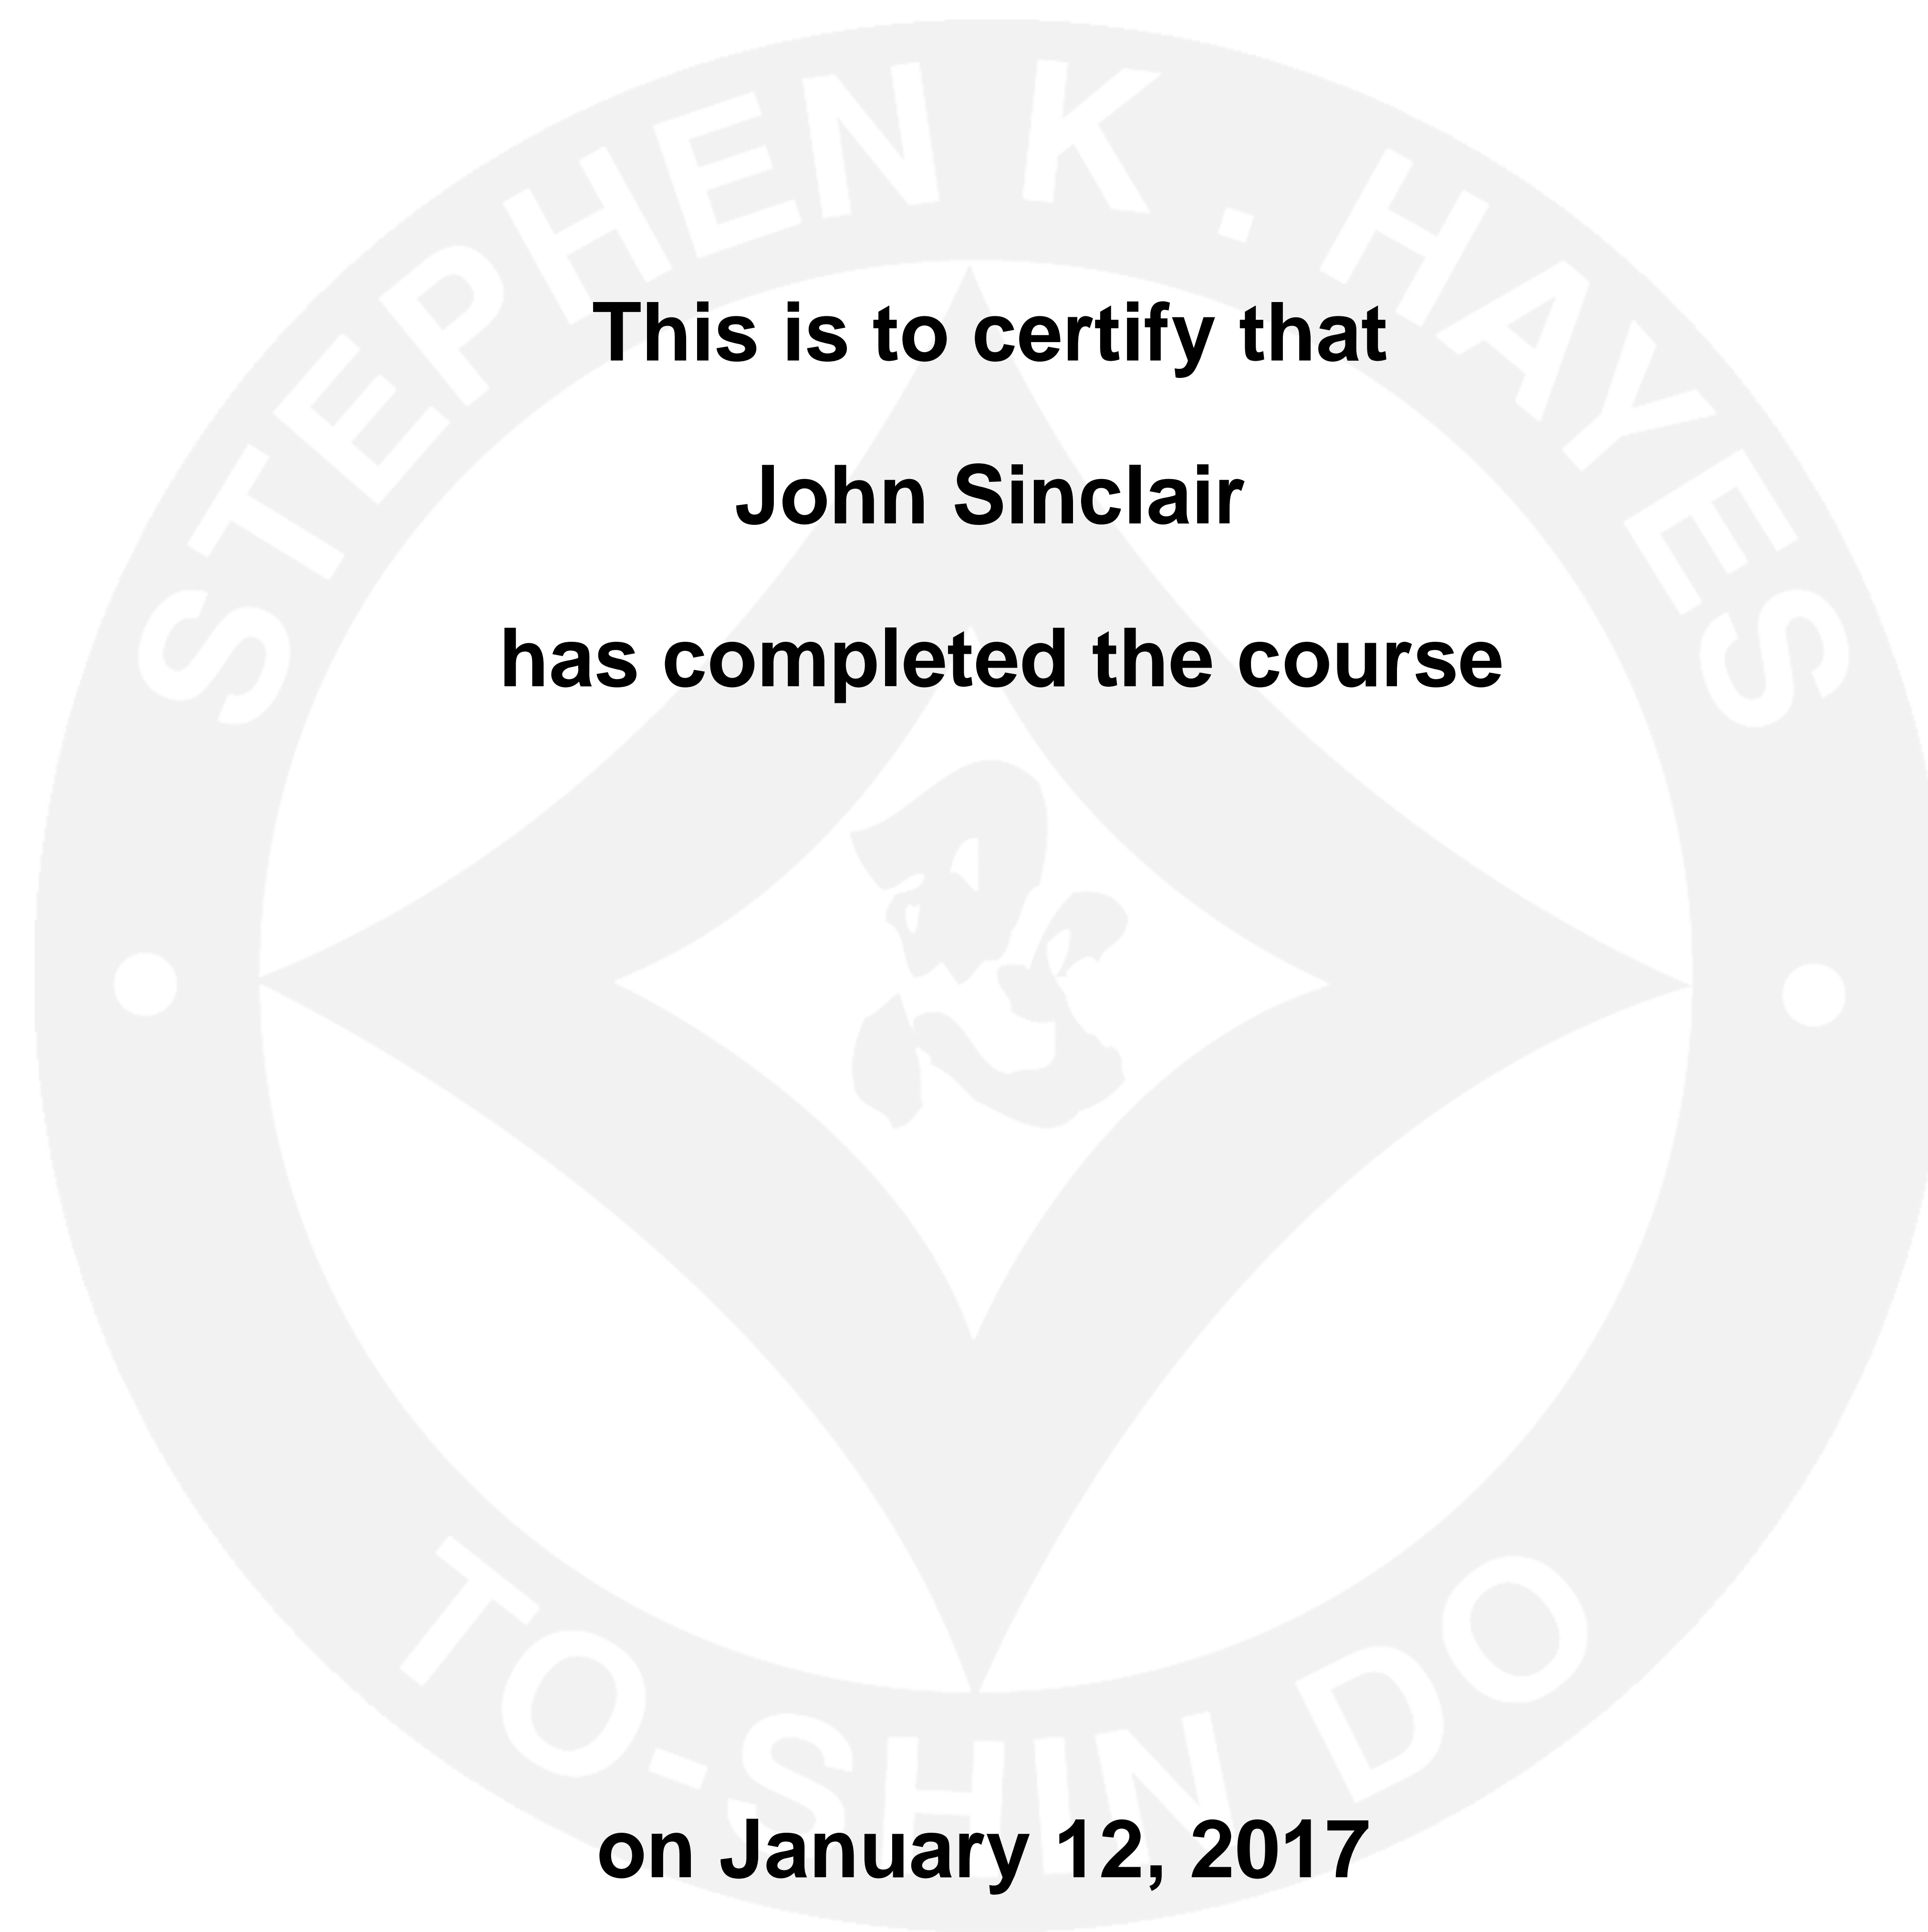 STEPHEN K. HAYES
This is to certify that
John Sinclair
has completed the course
忍
TO-SHIN DO
on January 12, 2017